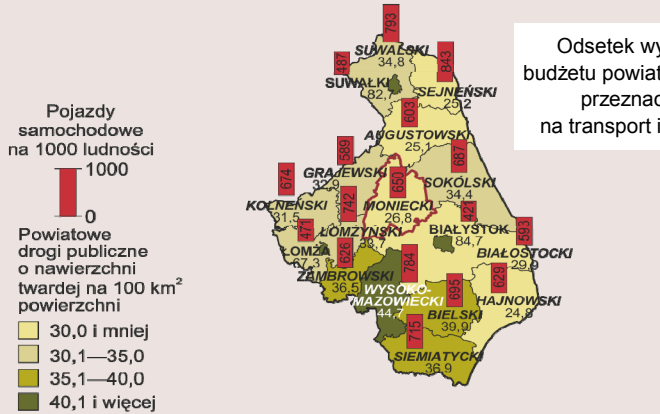 793
SUWALSKI
34,8
487
SUWAŁKI
82,7
843
SEJNEŃSKI
25,2
603
AUGUSTOWSKI
25,1
589
GRAJEWSKI
32,9
687
SOKÓLSKI
34,4
674
KOLNEŃSKI
31,5
742
ŁOMŻYŃSKI
650
MONIECKI
26,8
421
BIAŁYSTOK
84,7
471
ŁOMŻA
67,3
626
ZAMBROWSKI
36,5
593
BIAŁOSTOCKI
29,9
784
WYSOKO-
MAZOWIECKI
44,7
695
BIELSKI
39,9
629
HAJNOWSKI
24,8
715
SIEMIATYCKI
36,9
Odsetek
budżetu
na transport i
Pojazdy
samochodowe
na 1000 ludności
1000
0
Powiatowe
drogi publiczne
o nawierzchni
twardej na 100 km²
powierzchni
30,0 i mniej
30,1—35,0
35,1—40,0
40,1 i więcej